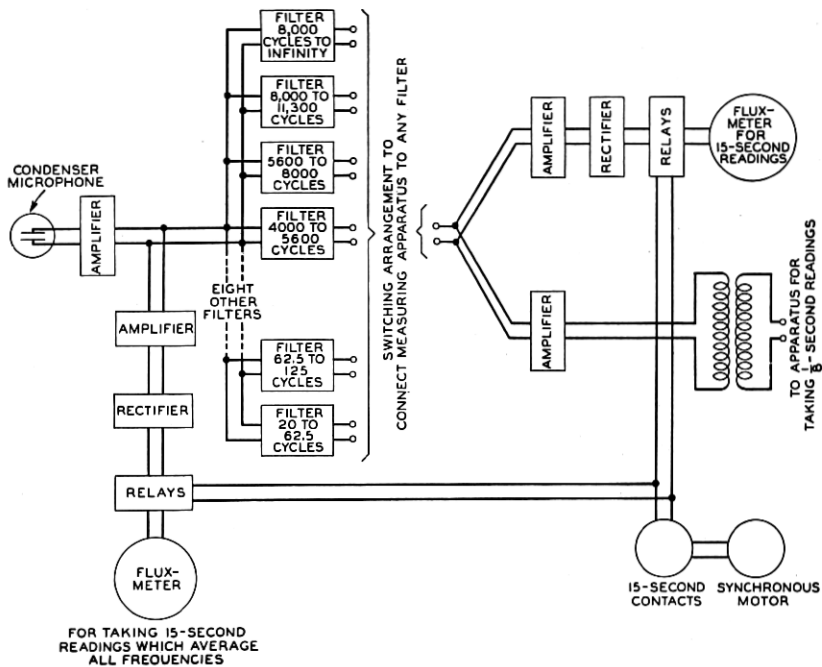 FILTER
8,000
CYCLES TO
INFINITY
FILTER
8,000 TO
11,300
CYCLES
FILTER
5600 TO
8000
CYCLES
FILTER
4000 TO
5600
CYCLES
EIGHT
OTHER
FILTERS
FILTER
62.5 TO
125
CYCLES
FILTER
20 TO
62.5
CYCLES
CONDENSER
MICROPHONE
AMPLIFIER
AMPLIFIER
RECTIFIER
RELAYS
FLUX-
METER
FOR TAKING 15-SECOND
READINGS WHICH AVERAGE
ALL FREQUENCIES
SWITCHING ARRANGEMENT TO
CONNECT MEASURING APPARATUS TO ANY FILTER
AMPLIFIER
RECTIFIER
RELAYS
FLUX-
METER
FOR
15-SECOND
READINGS
AMPLIFIER
TO APPARATUS FOR
TAKING 1/8-SECOND READINGS
15-SECOND
CONTACTS
SYNCHRONOUS
MOTOR